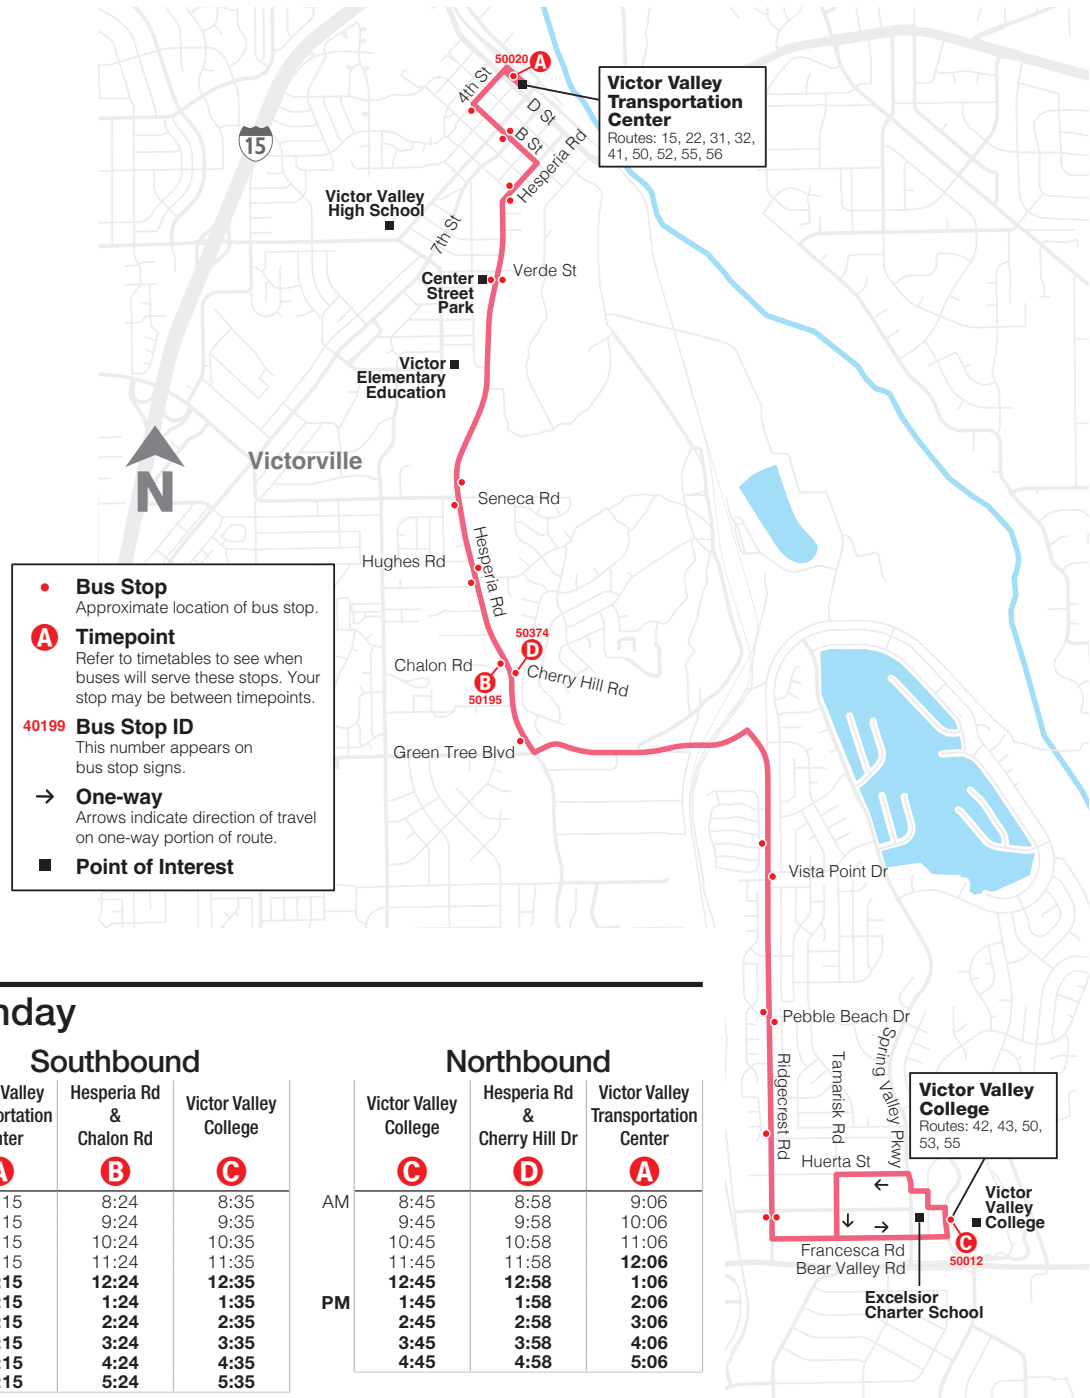 50020 A
4th St
Victor Valley
Transportation
Center
Routes: 15, 22, 31, 32,
41, 50, 52, 55, 56
D St
B St
15
Hesperia Rd
Victor Valley
High School
7th St
Verde St
Center
Street
Park
Victor
Elementary
Education
Victorville
N
Seneca Rd
Hesperia Rd
Hughes Rd
Bus Stop
Approximate location of bus stop.
A Timepoint
Refer to timetables to see when
buses will serve these stops. Your
stop may be between timepoints.
40199 Bus Stop ID
This number appears on
bus stop signs.
One-way
Arrows indicate direction of travel
on one-way portion of route.
Point of Interest
50374
D
Chalon Rd
Cherry Hill Rd
B
50195
Green Tree Blvd
Vista Point Dr
Pebble Beach Dr
Spring Valley Pkwy
Ridgecrest Rd
Tamarisk Rd
Victor Valley
College
Routes: 42, 43, 50,
53, 55
Huerta St
Victor
Valley
College
C
50012
Francesca Rd
Bear Valley Rd
Excelsior
Charter School
nday
Southbound
Valley
ortation
nter
Hesperia Rd
&
Chalon Rd
Victor Valley
College
A B C
15 8:24 8:35
15 9:24 9:35
15 10:24 10:35
15 11:24 11:35
:15 12:24 12:35
:15 1:24 1:35
:15 2:24 2:35
:15 3:24 3:35
:15 4:24 4:35
:15 5:24 5:35
Northbound
Victor Valley
College
Hesperia Rd
&
Cherry Hill Dr
Victor Valley
Transportation
Center
C D A
AM 8:45 8:58 9:06
9:45 9:58 10:06
10:45 10:58 11:06
11:45 11:58 12:06
12:45 12:58 1:06
PM 1:45 1:58 2:06
2:45 2:58 3:06
3:45 3:58 4:06
4:45 4:58 5:06